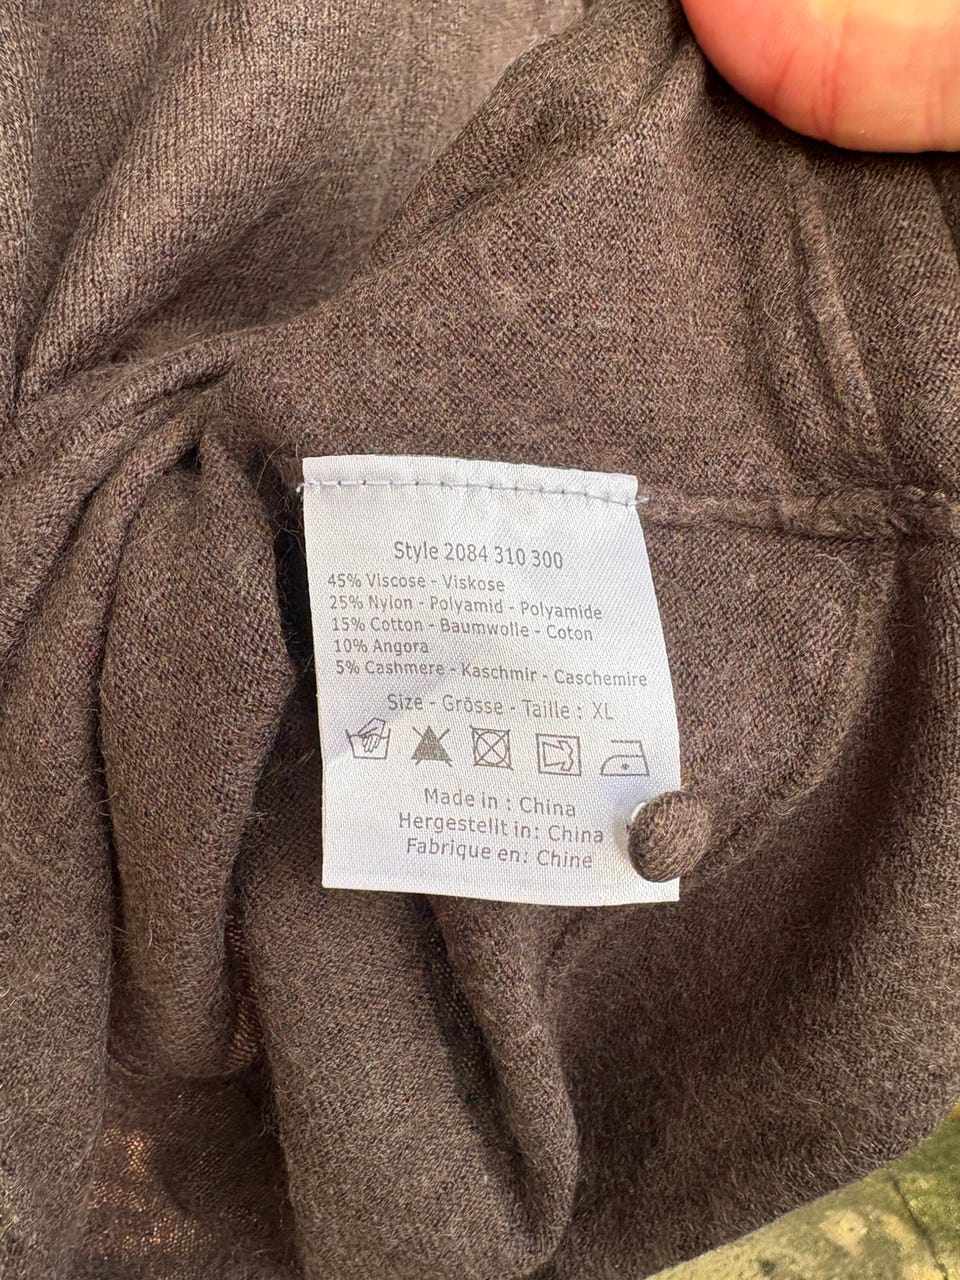 Style 2084 310 300
45% Viscose - Viskose
25% Nylon - Polyamid - Polyamide
15% Cotton - Baumwolle - Coton
10% Angora
5% Cashmere - Kaschmir - Caschemire
Size - Grösse - Taille : XL
Made in : China
Hergestellt in: China
Fabrique en: Chine